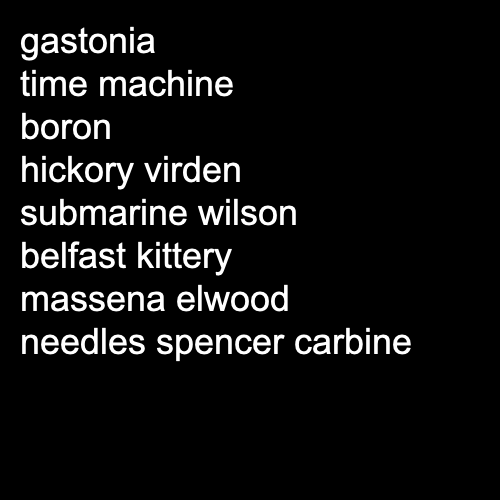 gastonia
time machine
boron
hickory virden
submarine wilson
belfast kittery
massena elwood
needles spencer carbine